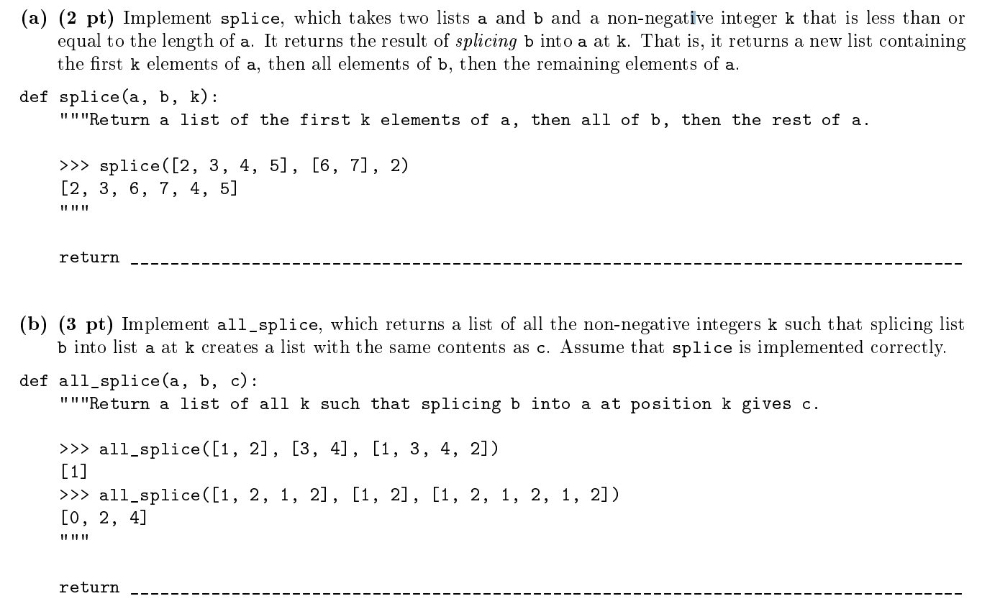 (a) (2 pt) Implement splice, which takes two lists a and b and a non-negative integer k that is less than or
equal to the length of a. It returns the result of splicing b into a at k. That is, it returns a new list containing
the first k elements of a, then all elements of b, then the remaining elements of a.
def splice(a, b, k):
    """Return a list of the first k elements of a, then all of b, then the rest of a.
    >>> splice([2, 3, 4, 5], [6, 7], 2)
    [2, 3, 6, 7, 4, 5]
    """
    return ___________________________________________________________________________________
(b) (3 pt) Implement all_splice, which returns a list of all the non-negative integers k such that splicing list
b into list a at k creates a list with the same contents as c. Assume that splice is implemented correctly.
def all_splice(a, b, c):
    """Return a list of all k such that splicing b into a at position k gives c.
    >>> all_splice([1, 2], [3, 4], [1, 3, 4, 2])
    [1]
    >>> all_splice([1, 2, 1, 2], [1, 2], [1, 2, 1, 2, 1, 2])
    [0, 2, 4]
    """
    return ___________________________________________________________________________________